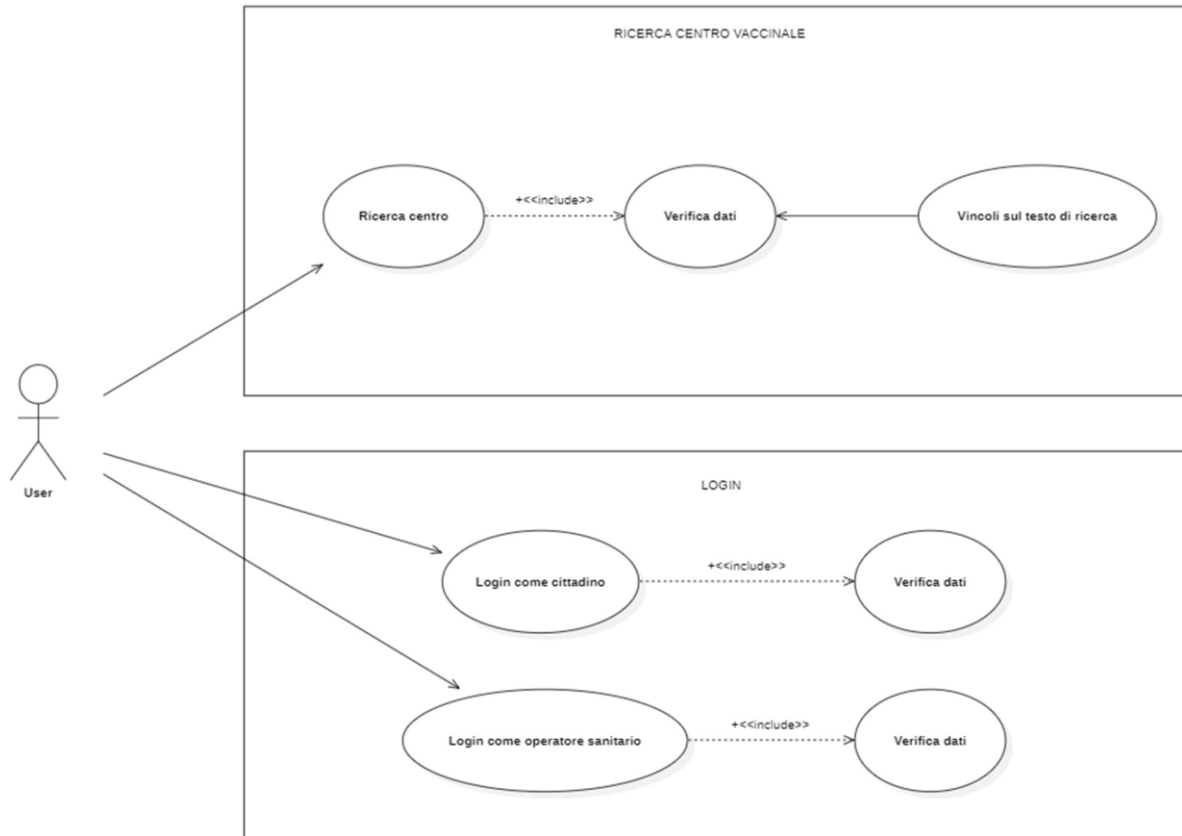 RICERCA CENTRO VACCINALE
Ricerca centro
+<<include>>
Verifica dati
Vincoli sul testo di ricerca
User
LOGIN
Login come cittadino
+<<include>>
Verifica dati
Login come operatore sanitario
+<<include>>
Verifica dati